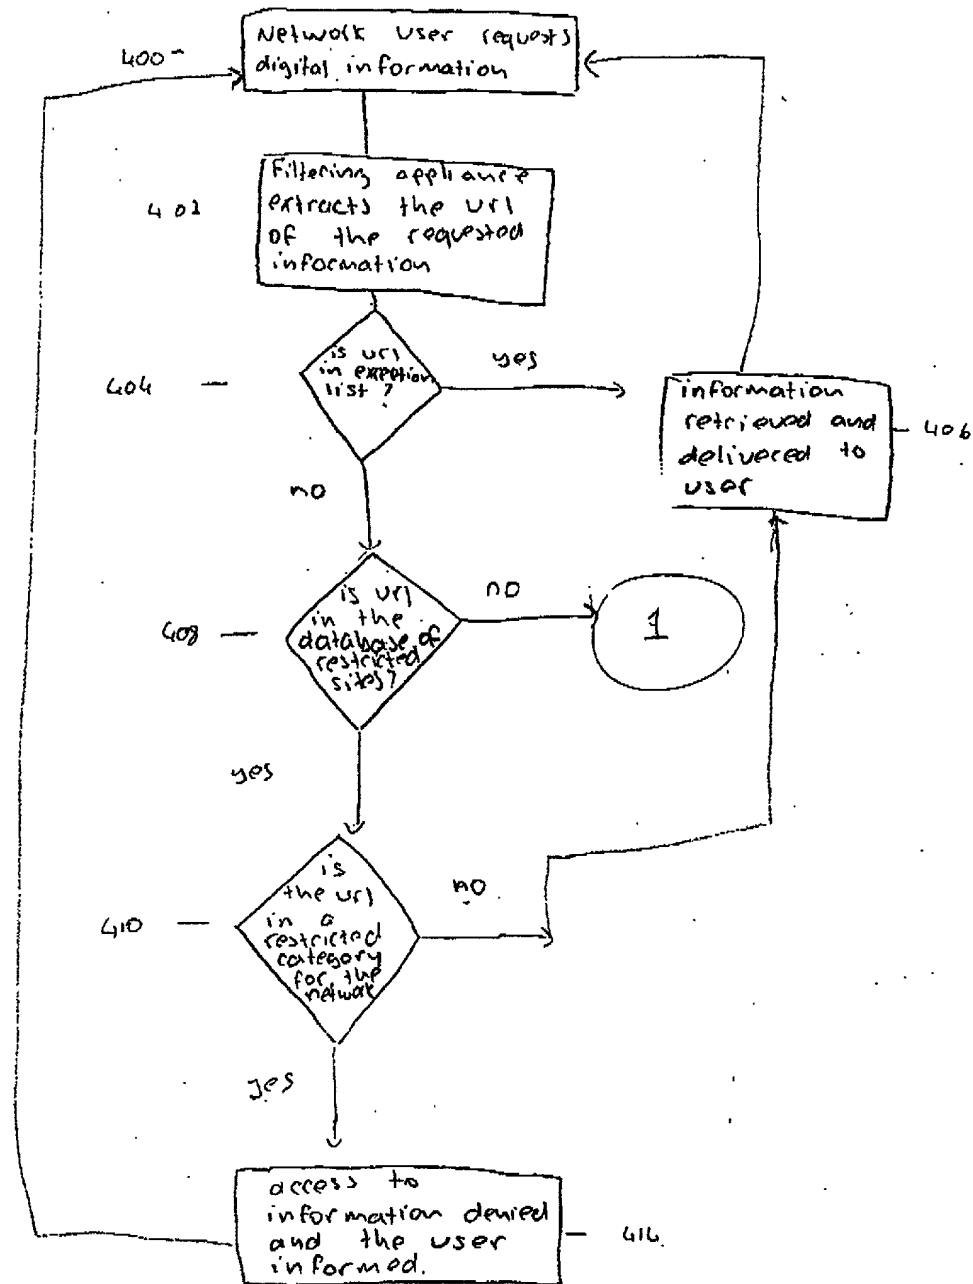 Network user requests
digital information
400
Filtering appliance
extracts the url
of the requested
information
402
is url
in exeption
list?
yes
404
information
retrieved and
delivered to
user
406
no
is url
in the
database of
restricted
sites?
no
1
408
yes
is
the url
in a
restricted
category
for the
network
no
410
yes
access to
information denied
and the user
informed.
414